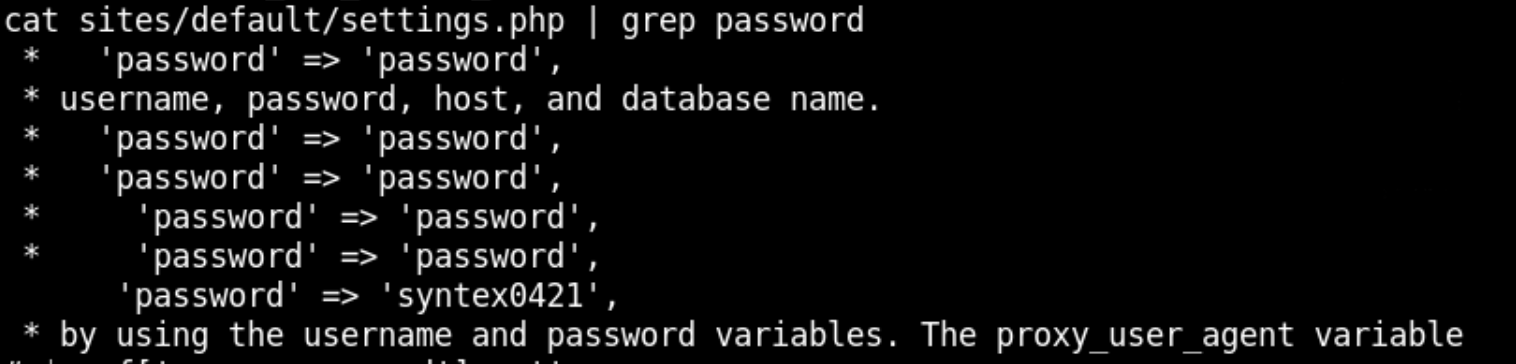 cat sites/default/settings.php | grep password
 *   'password' => 'password',
 * username, password, host, and database name.
 *   'password' => 'password',
 *   'password' => 'password',
 *     'password' => 'password',
 *     'password' => 'password',
      'password' => 'syntex0421',
 * by using the username and password variables. The proxy_user_agent variable